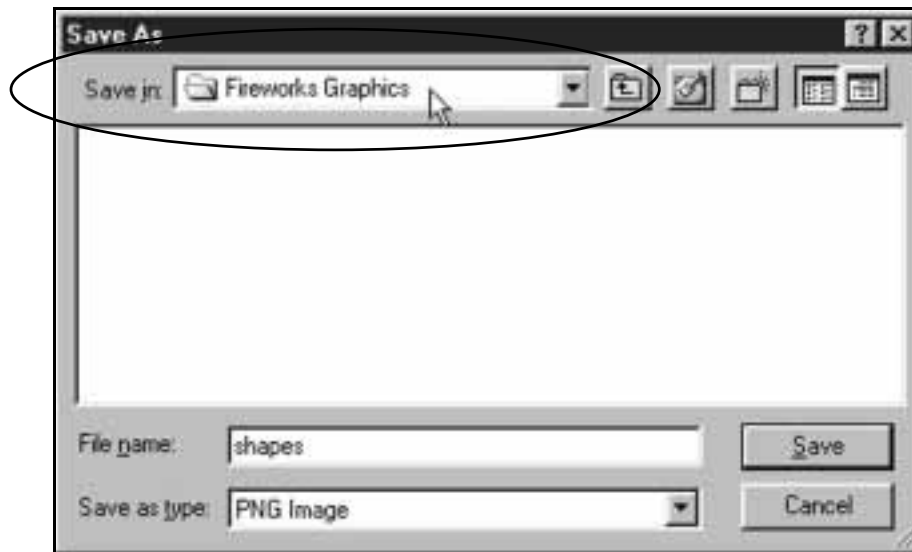 Save As
Save in: Fireworks Graphics
File name: shapes
Save
Save as type: PNG Image
Cancel